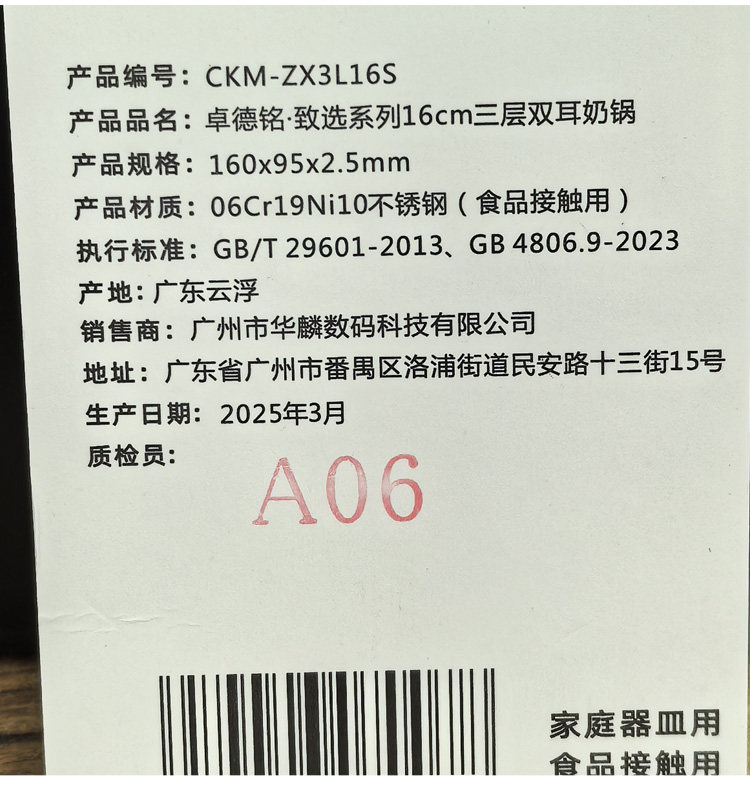 产品编号：CKM-ZX3L16S
产品品名：卓德铭·致选系列16cm三层双耳奶锅
产品规格：160x95x2.5mm
产品材质：06Cr19Ni10不锈钢（食品接触用）
执行标准：GB/T 29601-2013、GB 4806.9-2023
产地：广东云浮
销售商：广州市华麟数码科技有限公司
地址：广东省广州市番禺区洛浦街道民安路十三街15号
生产日期：2025年3月
质检员：
A06
家庭器皿用
食品接触用